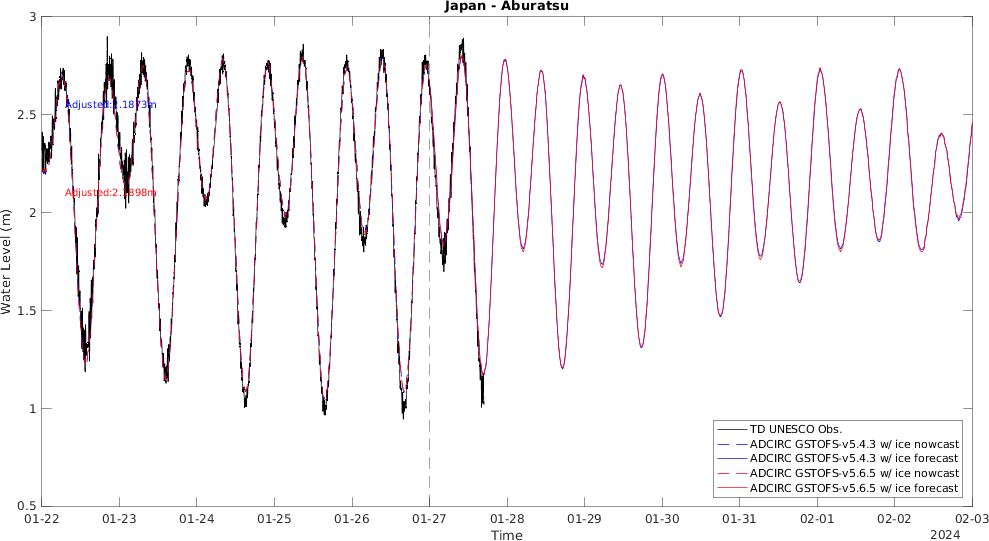 Japan - Aburatsu
3
2.5
2
1.5
1
0.5
Water Level (m)
Adjusted:2.1873m
Adjusted:2.1898m
TD UNESCO Obs.
ADCIRC GSTOFS-v5.4.3 w/ ice nowcast
ADCIRC GSTOFS-v5.4.3 w/ ice forecast
ADCIRC GSTOFS-v5.6.5 w/ ice nowcast
ADCIRC GSTOFS-v5.6.5 w/ ice forecast
01-22 01-23 01-24 01-25 01-26 01-27 01-28 01-29 01-30 01-31 02-01 02-02 02-03
Time
2024